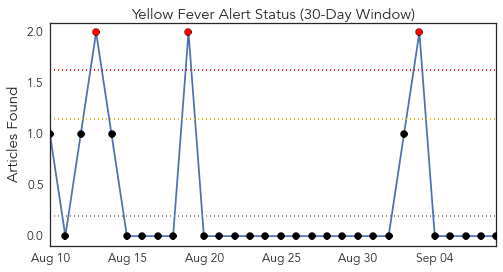 Yellow Fever Alert Status (30-Day Window)
Articles Found
2.0
1.5
1.0
0.5
0.0
Aug 10 Aug 15 Aug 20 Aug 25 Aug 30 Sep 04